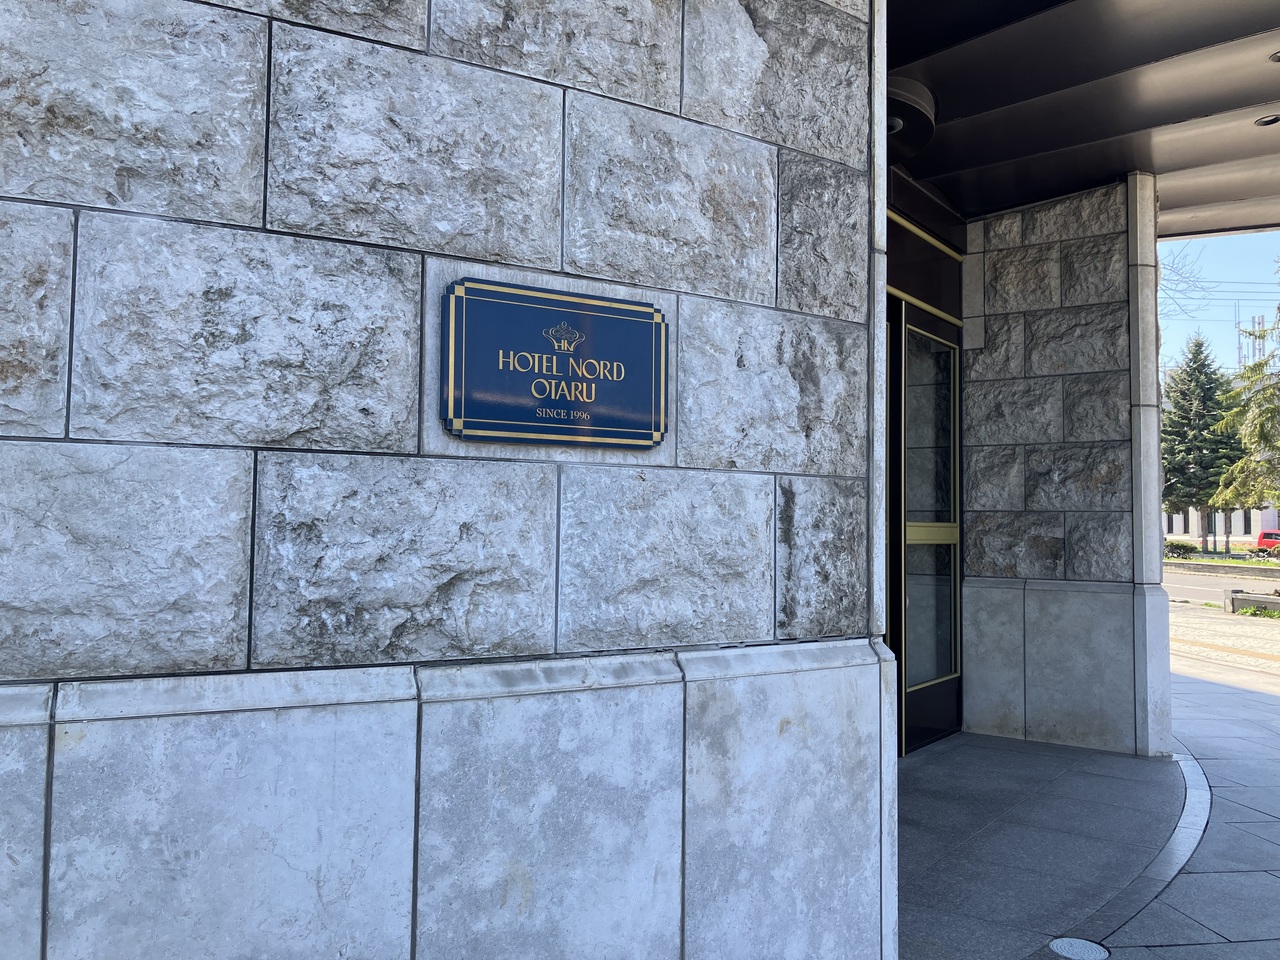 HN
HOTEL NORD
OTARU
SINCE 1996